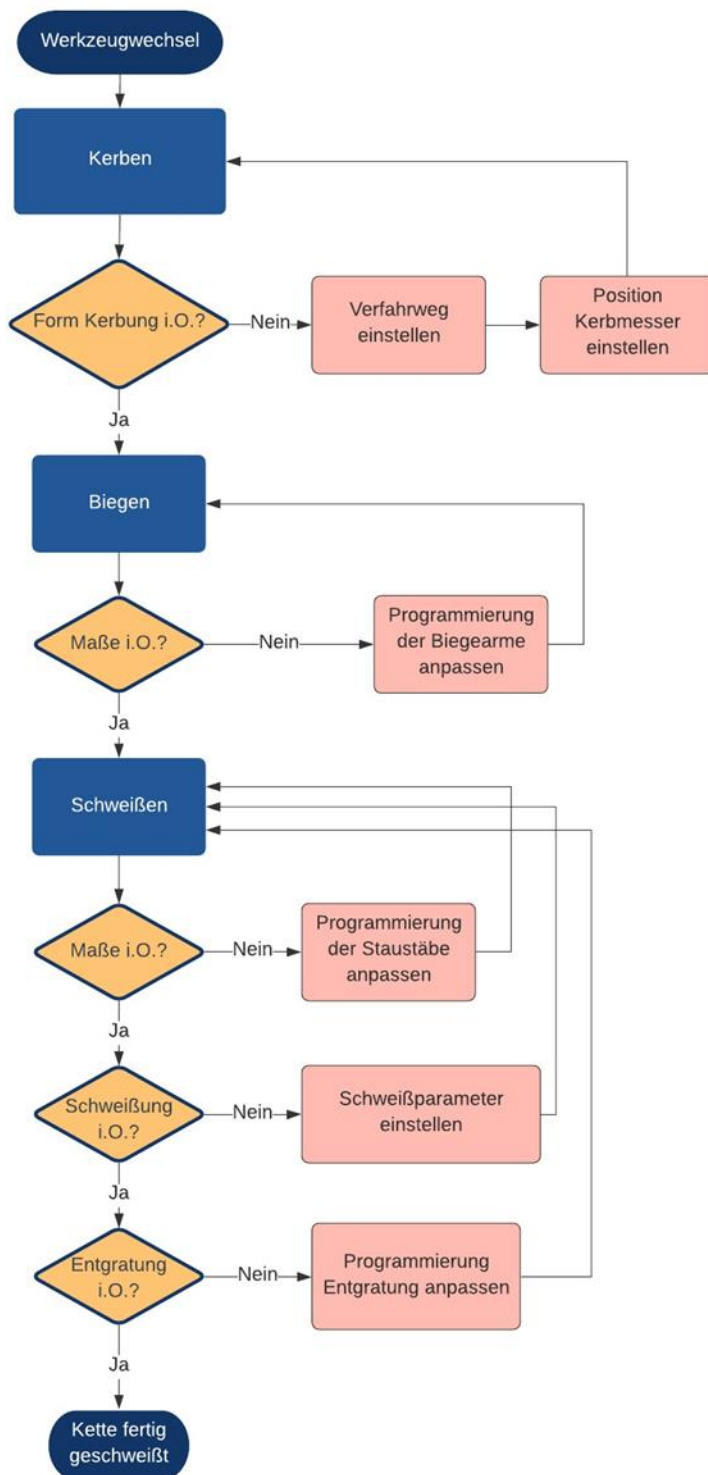 Werkzeugwechsel
Kerben
Form Kerbung i.O.?
Nein
Verfahrweg
einstellen
Position
Kerbmesser
einstellen
Ja
Biegen
Maße i.O.?
Nein
Programmierung
der Biegearme
anpassen
Ja
Schweißen
Maße i.O.?
Nein
Programmierung
der Staustäbe
anpassen
Ja
Schweißung
i.O.?
Nein
Schweißparameter
einstellen
Ja
Entgratung
i.O.?
Nein
Programmierung
Entgratung anpassen
Ja
Kette fertig
geschweißt